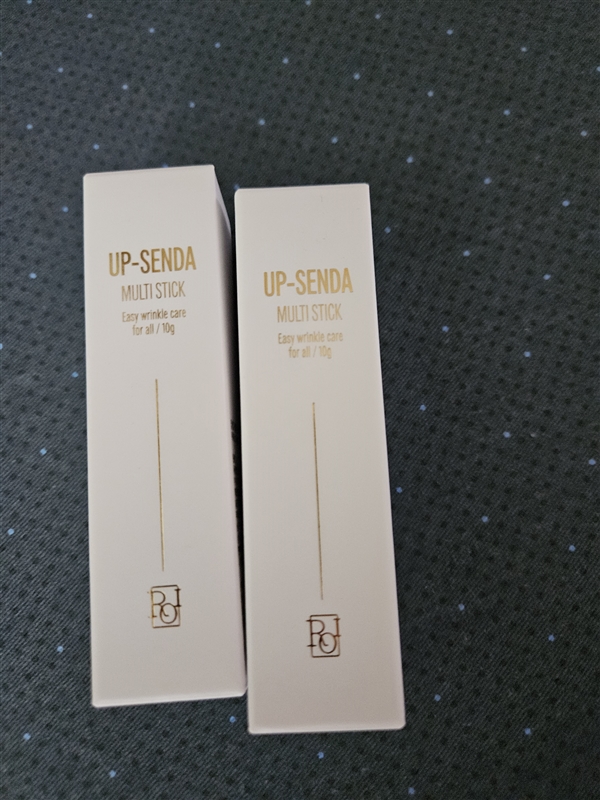 UP-SENDA
MULTI STICK
Easy wrinkle care
for all / 10g
UP-SENDA
MULTI STICK
Easy wrinkle care
for all / 10g